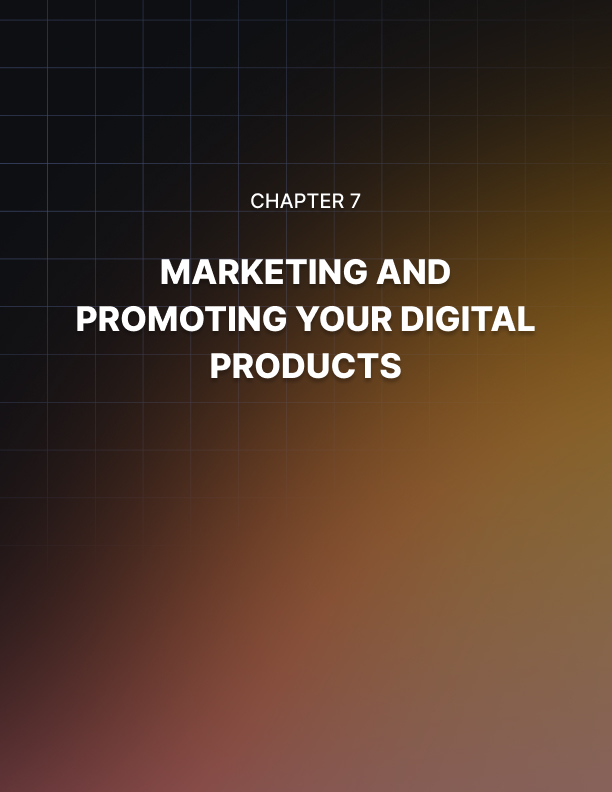 CHAPTER 7
MARKETING AND
PROMOTING YOUR DIGITAL
PRODUCTS